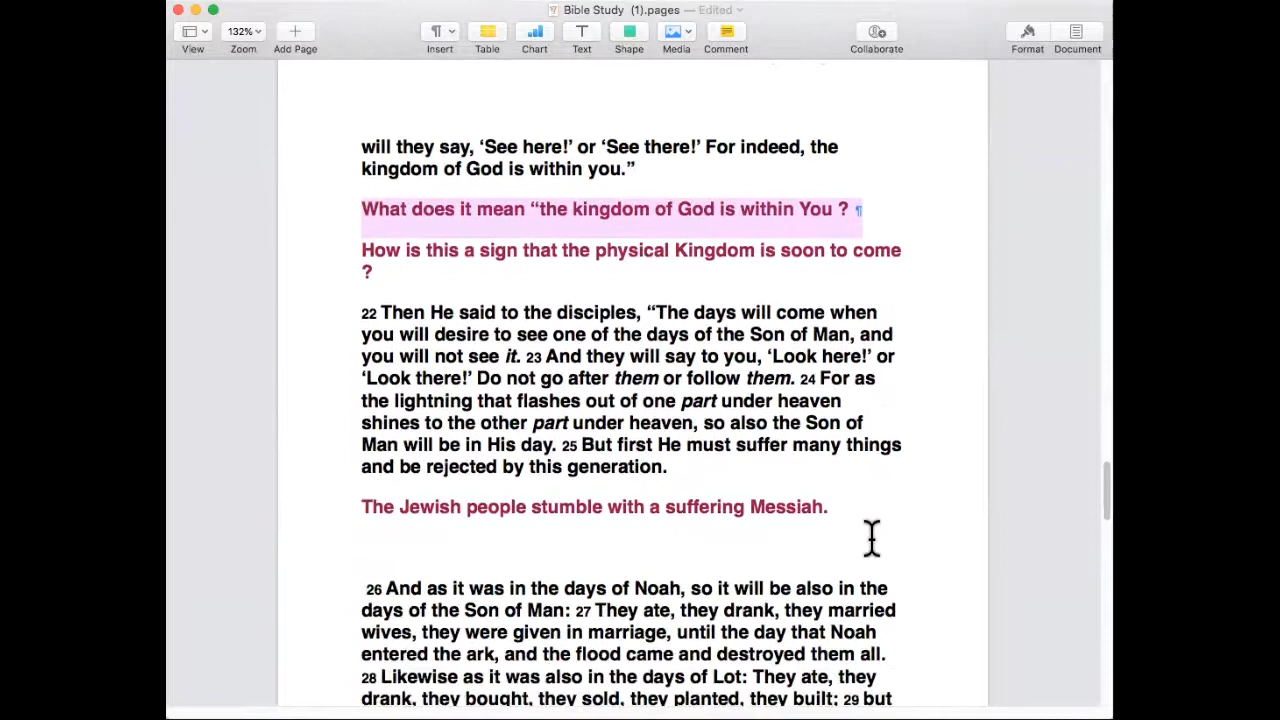 Bible Study (1).pages — Edited
132%
View
Zoom
Add Page
Insert
Table
Chart
Text
Shape
Media
Comment
Collaborate
Format
Document
will they say, ‘See here!’ or ‘See there!’ For indeed, the
kingdom of God is within you.”
What does it mean “the kingdom of God is within You ? ¶
How is this a sign that the physical Kingdom is soon to come
?
22 Then He said to the disciples, “The days will come when
you will desire to see one of the days of the Son of Man, and
you will not see it. 23 And they will say to you, ‘Look here!’ or
‘Look there!’ Do not go after them or follow them. 24 For as
the lightning that flashes out of one part under heaven
shines to the other part under heaven, so also the Son of
Man will be in His day. 25 But first He must suffer many things
and be rejected by this generation.
The Jewish people stumble with a suffering Messiah.
26 And as it was in the days of Noah, so it will be also in the
days of the Son of Man: 27 They ate, they drank, they married
wives, they were given in marriage, until the day that Noah
entered the ark, and the flood came and destroyed them all.
28 Likewise as it was also in the days of Lot: They ate, they
drank, they bought, they sold, they planted, they built; 29 but